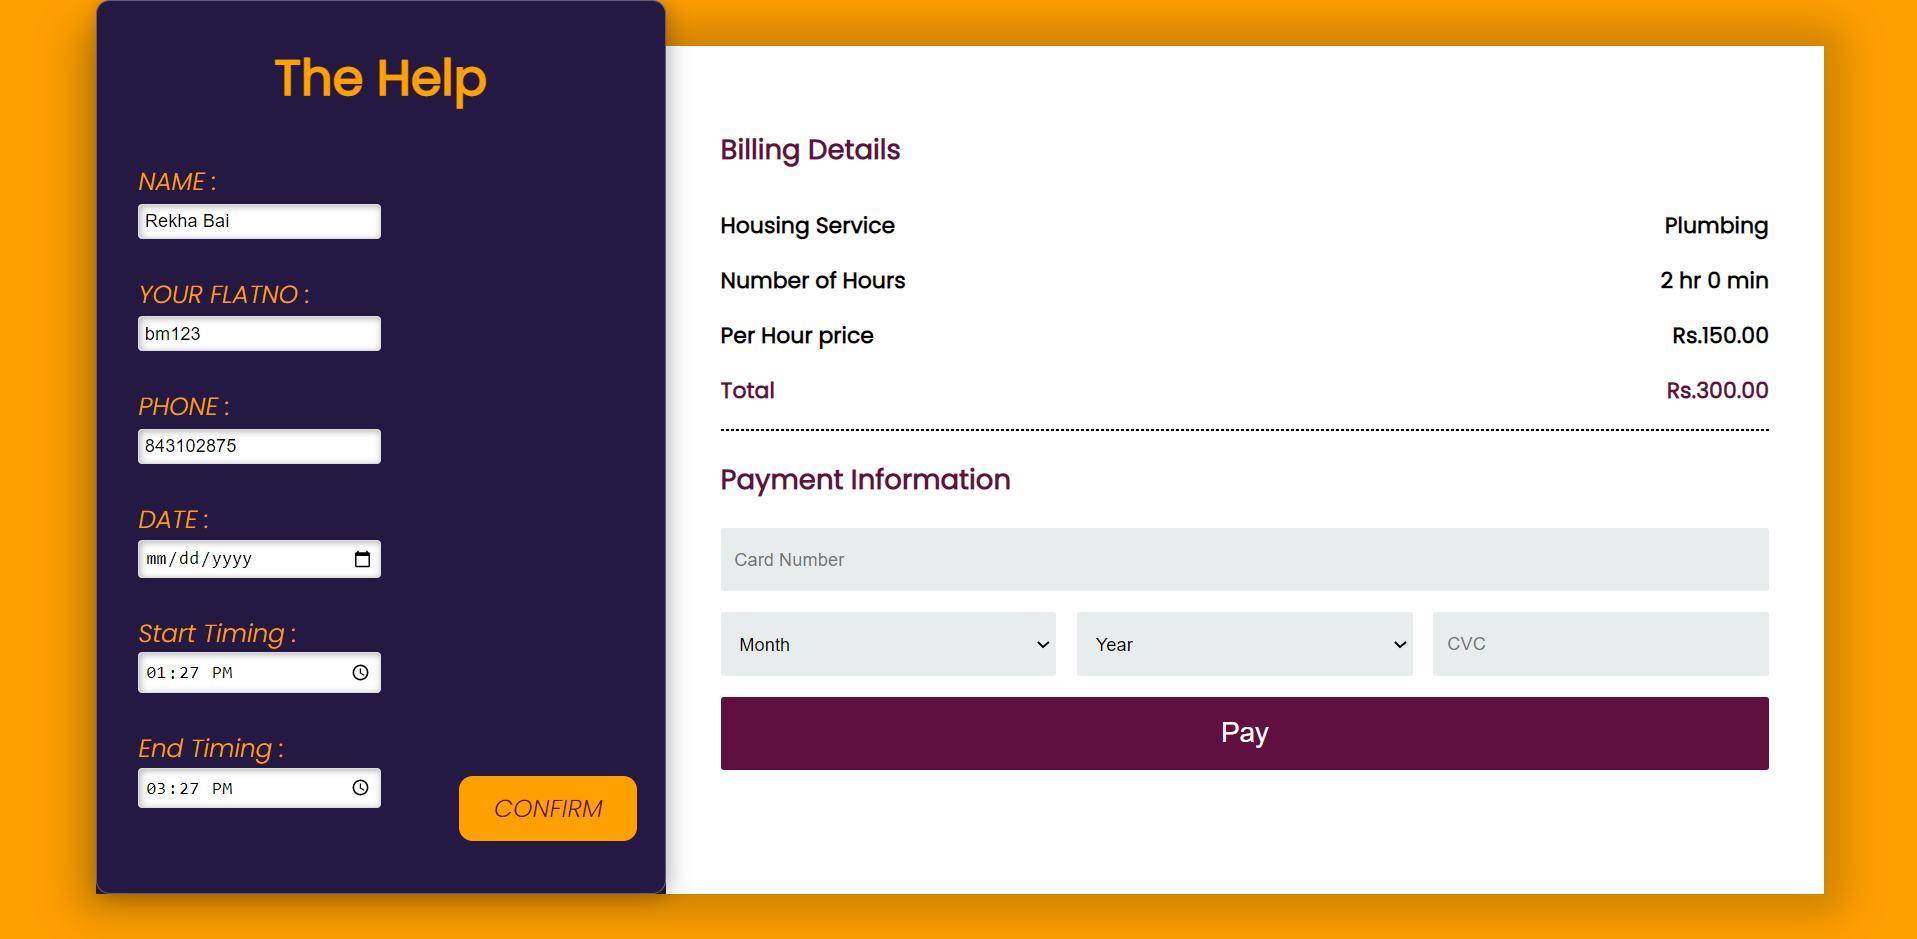 The Help
NAME :
Rekha Bai
YOUR FLATNO :
bm123
PHONE :
843102875
DATE :
mm/dd/yyyy
Start Timing :
01:27 PM
End Timing :
03:27 PM
CONFIRM
Billing Details
Housing Service Plumbing
Number of Hours 2 hr 0 min
Per Hour price Rs.150.00
Total Rs.300.00
Payment Information
Card Number
Month Year CVC
Pay